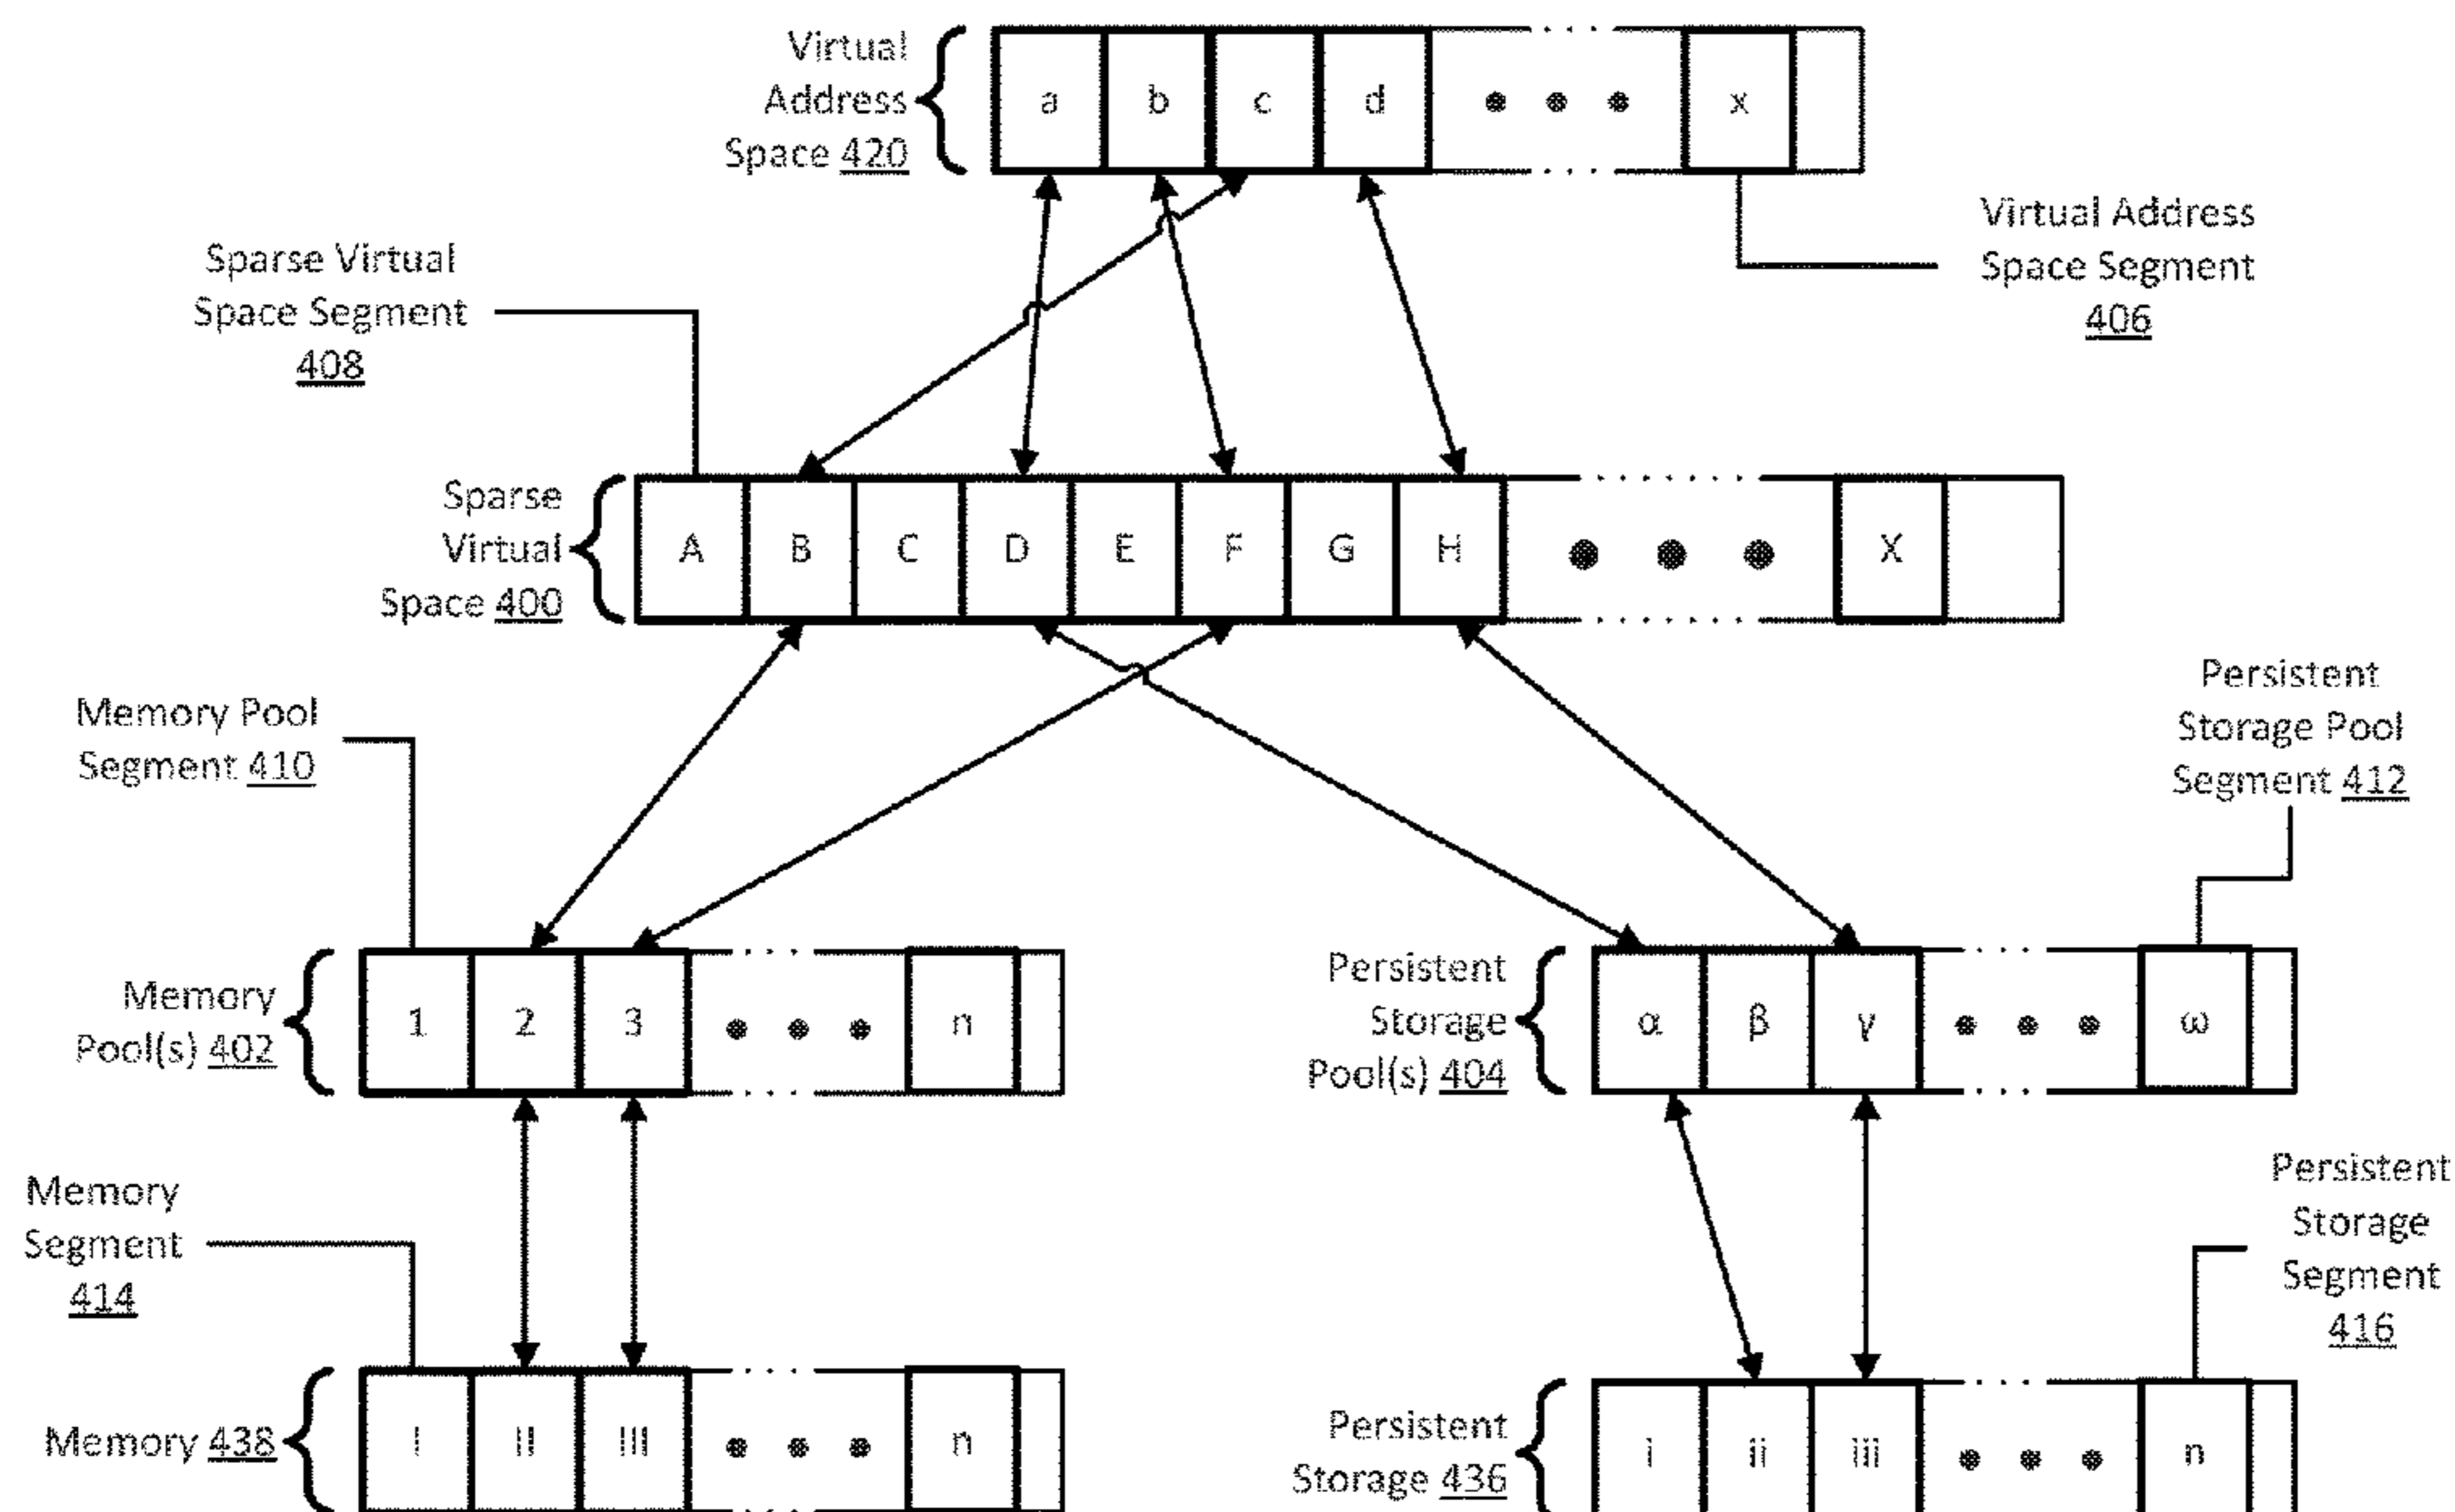 Virtual
Address
Space 420
a b c d x
Virtual Address
Space Segment
406
Sparse Virtual
Space Segment
408
Sparse
Virtual
Space 400
A B C D E F G H X
Memory Pool
Segment 410
Persistent
Storage Pool
Segment 412
Memory
Pool(s) 402
1 2 3 n
Persistent
Storage
Pool(s) 404
α β γ ω
Memory
Segment
414
Persistent
Storage
Segment
416
Memory 438
I II III n
Persistent
Storage 436
i ii iii n